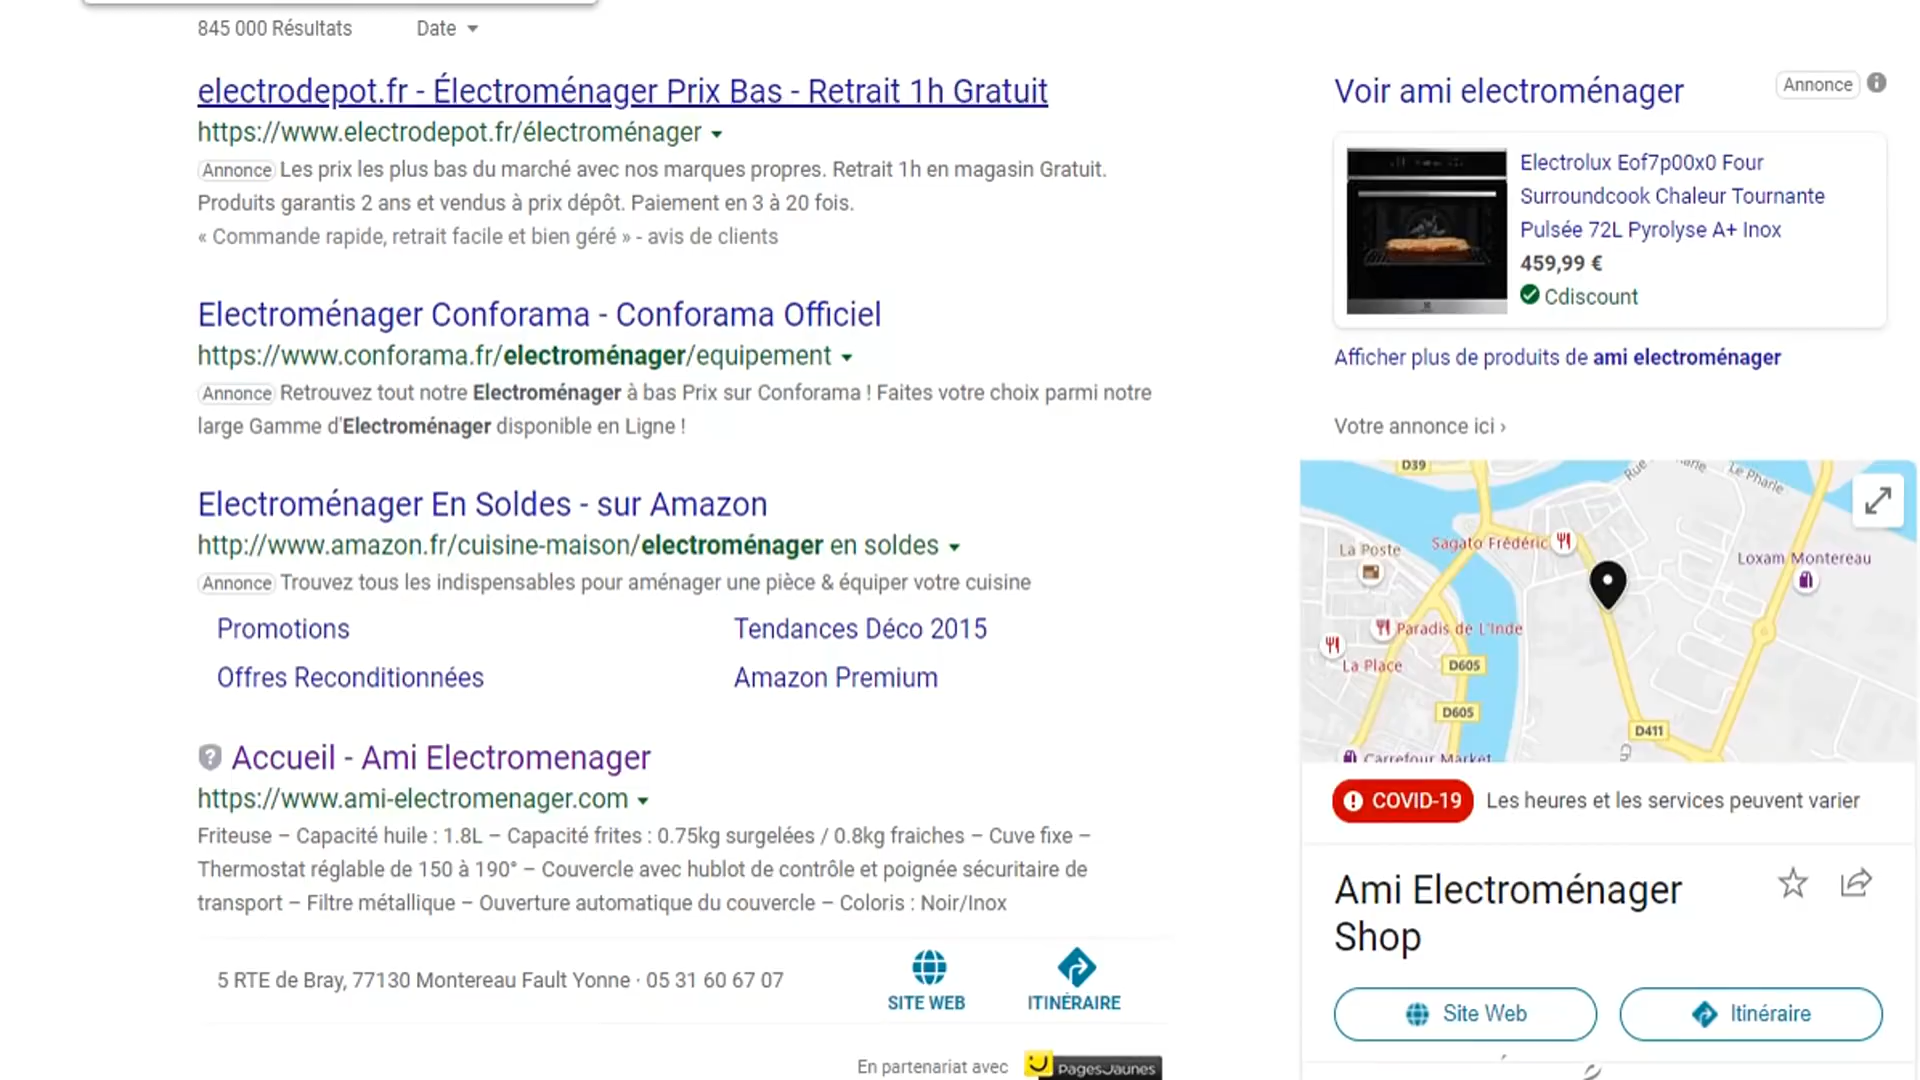 845 000 Résultats Date
electrodepot.fr - Électroménager Prix Bas - Retrait 1h Gratuit
https://www.electrodepot.fr/électroménager
Annonce Les prix les plus bas du marché avec nos marques propres. Retrait 1h en magasin Gratuit.
Produits garantis 2 ans et vendus à prix dépôt. Paiement en 3 à 20 fois.
« Commande rapide, retrait facile et bien géré » - avis de clients
Electroménager Conforama - Conforama Officiel
https://www.conforama.fr/electroménager/equipement
Annonce Retrouvez tout notre Electroménager à bas Prix sur Conforama ! Faites votre choix parmi notre
large Gamme d'Electroménager disponible en Ligne !
Electroménager En Soldes - sur Amazon
http://www.amazon.fr/cuisine-maison/electroménager en soldes
Annonce Trouvez tous les indispensables pour aménager une pièce & équiper votre cuisine
Promotions Tendances Déco 2015
Offres Reconditionnées Amazon Premium
Accueil - Ami Electromenager
https://www.ami-electromenager.com
Friteuse – Capacité huile : 1.8L – Capacité frites : 0.75kg surgelées / 0.8kg fraiches – Cuve fixe –
Thermostat réglable de 150 à 190° – Couvercle avec hublot de contrôle et poignée sécuritaire de
transport – Filtre métallique – Ouverture automatique du couvercle – Coloris : Noir/Inox
5 RTE de Bray, 77130 Montereau Fault Yonne · 05 31 60 67 07
SITE WEB ITINÉRAIRE
En partenariat avec PagesJaunes
Voir ami electroménager Annonce
Electrolux Eof7p00x0 Four
Surroundcook Chaleur Tournante
Pulsée 72L Pyrolyse A+ Inox
459,99 €
Cdiscount
Afficher plus de produits de ami electroménager
Votre annonce ici ›
D39
Rue
Le Pharle
La Poste
Sagato Frédéric
Loxam Montereau
Paradis de L'Inde
La Place
D605
D605
D411
Carrefour Market
COVID-19 Les heures et les services peuvent varier
Ami Electroménager
Shop
Site Web Itinéraire